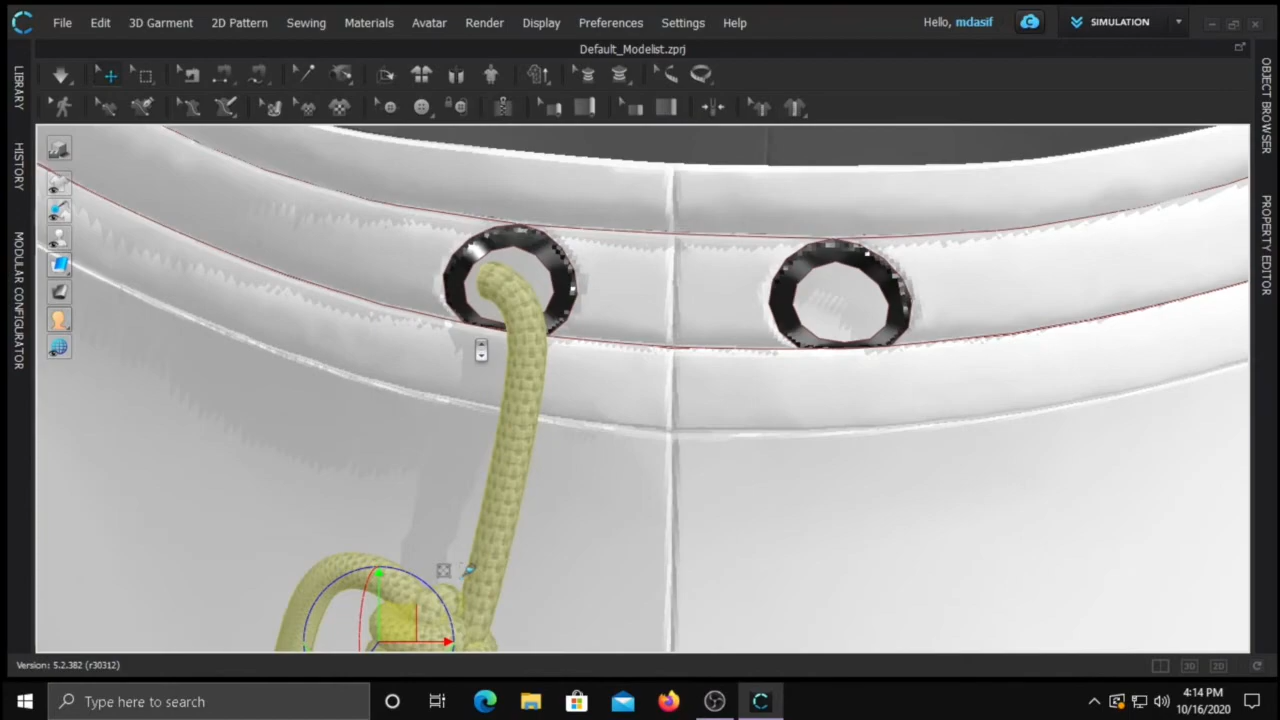 File Edit 3D Garment 2D Pattern Sewing Materials Avatar Render Display Preferences Settings Help Hello, mdasif SIMULATION
Default_Modelist.zprj
LIBRARY
HISTORY
MODULAR CONFIGURATOR
OBJECT BROWSER
PROPERTY EDITOR
Version: 5.2.382 (r30312) 3D 2D
Type here to search
4:14 PM
10/16/2020